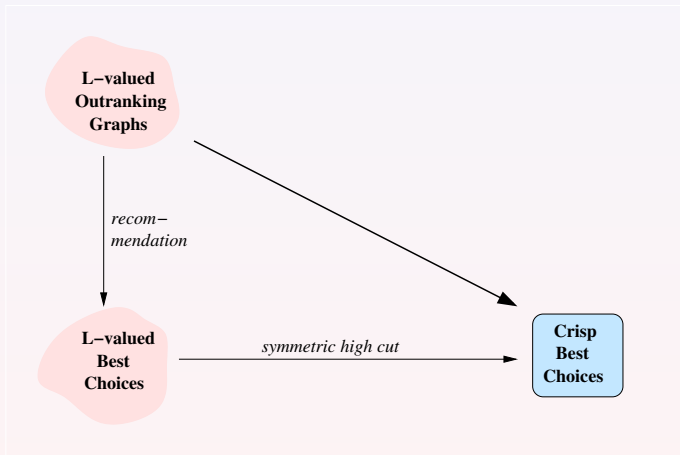 L−valued
Outranking
Graphs
recom−
mendation
L−valued
Best
Choices
symmetric high cut
Crisp
Best
Choices